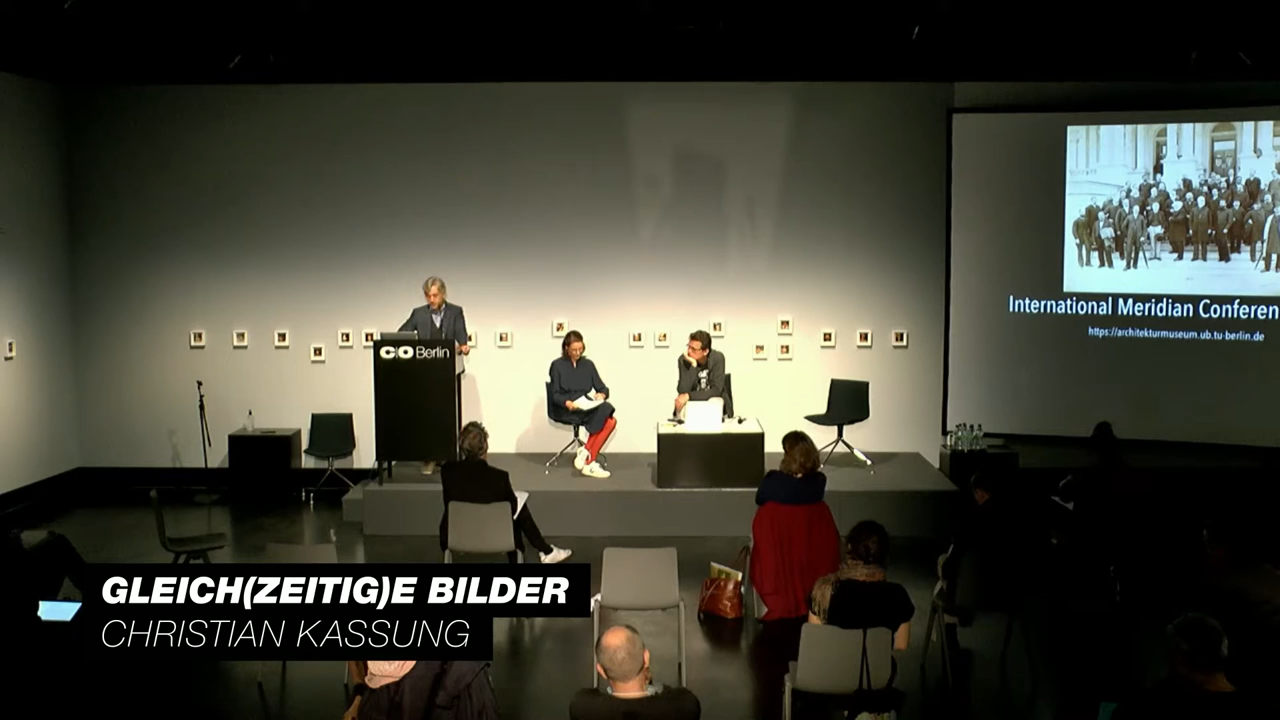 C/O Berlin
International Meridian Conferen
https://architekturmuseum.ub.tu-berlin.de
GLEICH(ZEITIG)E BILDER
CHRISTIAN KASSUNG